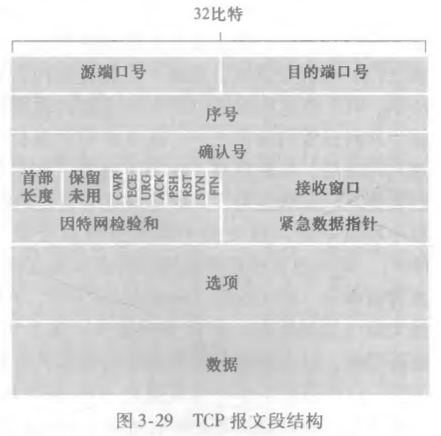 32比特
源端口号 目的端口号
序号
确认号
首部长度 保留未用 CWR ECE URG ACK PSH RST SYN FIN 接收窗口
因特网检验和 紧急数据指针
选项
数据
图 3-29 TCP 报文段结构